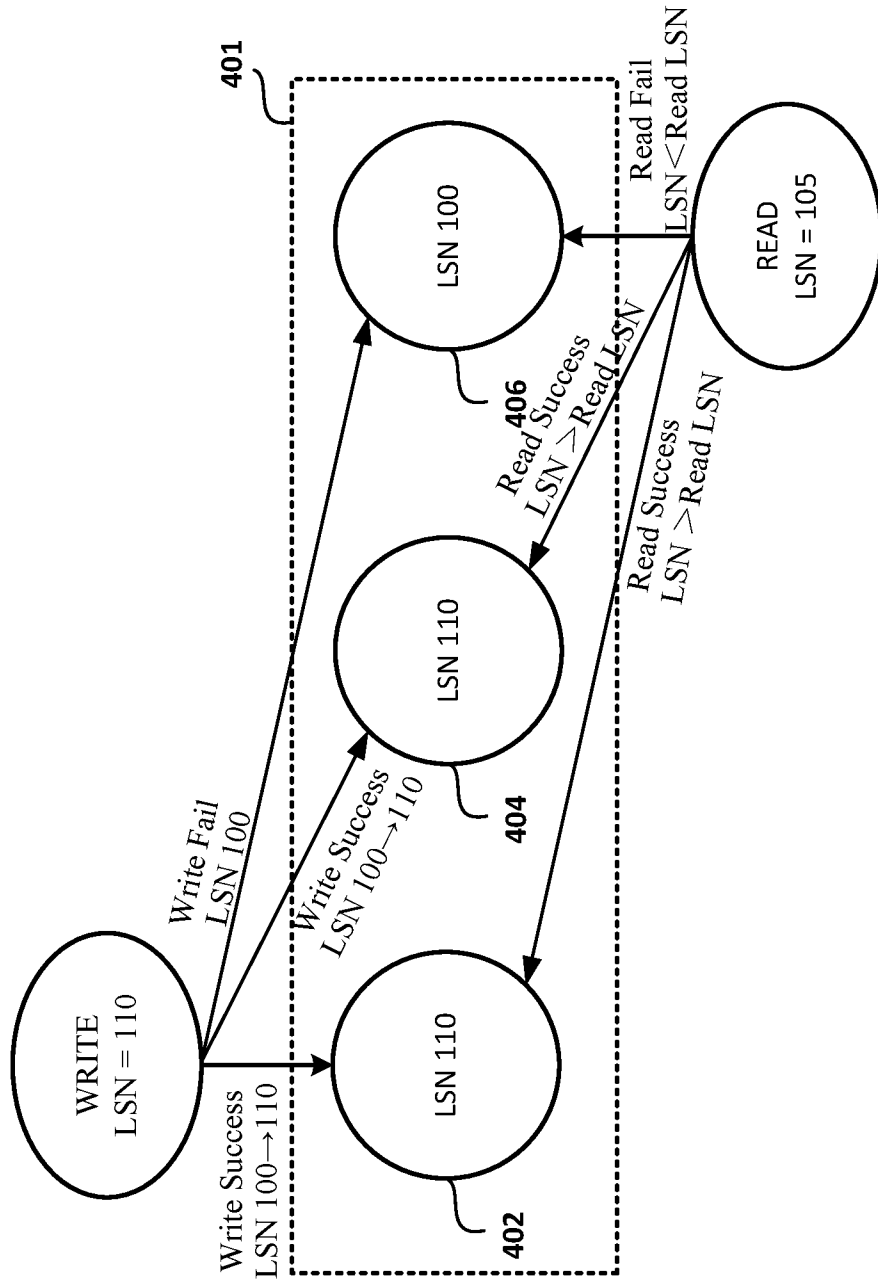 WRITE
LSN = 110
Write Success
LSN 100→110
Write Success
LSN 100→110
Write Fail
LSN 100
401
LSN 110
402
LSN 110
404
LSN 100
406
Read Success
LSN＞Read LSN
Read Success
LSN＞Read LSN
Read Fail
LSN＜Read LSN
READ
LSN = 105